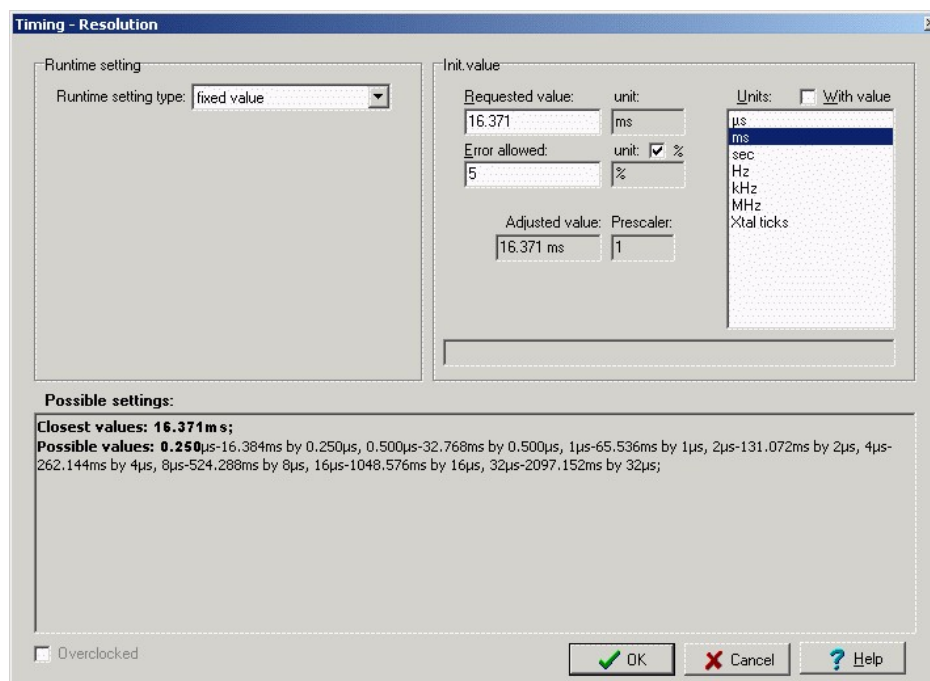 Timing - Resolution
Runtime setting
Runtime setting type: fixed value
Init.value
Requested value: unit:
16.371 ms
Error allowed: unit: %
5 %
Adjusted value: Prescaler:
16.371 ms 1
Units: With value
µs
ms
sec
Hz
kHz
MHz
Xtal ticks
Possible settings:
Closest values: 16.371ms;
Possible values: 0.250µs-16.384ms by 0.250µs, 0.500µs-32.768ms by 0.500µs, 1µs-65.536ms by 1µs, 2µs-131.072ms by 2µs, 4µs-
262.144ms by 4µs, 8µs-524.288ms by 8µs, 16µs-1048.576ms by 16µs, 32µs-2097.152ms by 32µs;
Overclocked
OK Cancel Help